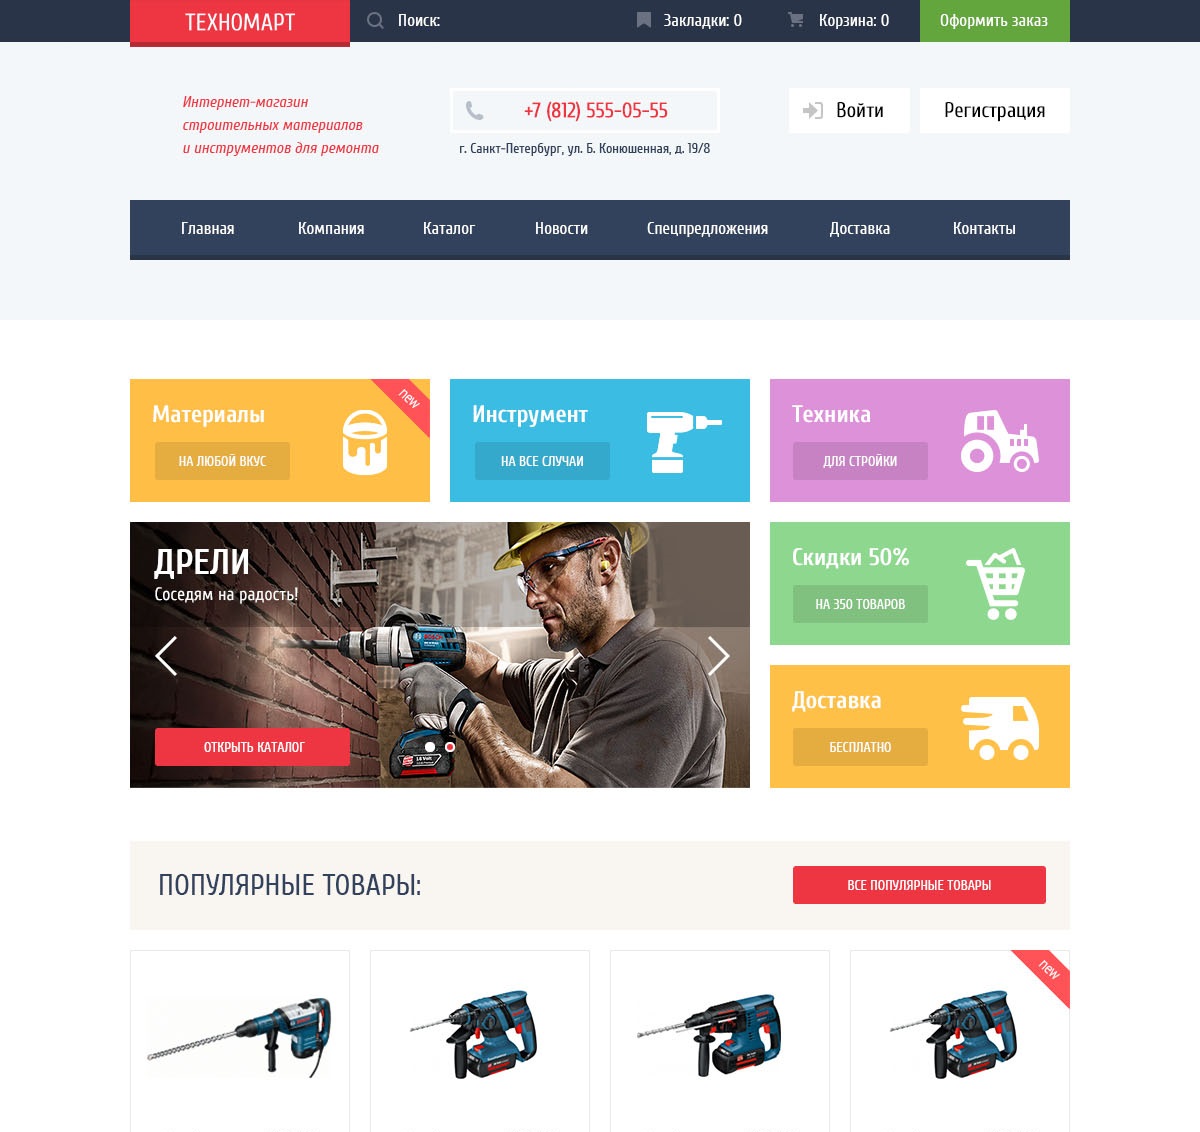 ТЕХНОМАРТ
Поиск:
Закладки: 0
Корзина: 0
Оформить заказ
Интернет-магазин
строительных материалов
и инструментов для ремонта
+7 (812) 555-05-55
г. Санкт-Петербург, ул. Б. Конюшенная, д. 19/8
Войти
Регистрация
Главная
Компания
Каталог
Новости
Спецпредложения
Доставка
Контакты
Материалы
НА ЛЮБОЙ ВКУС
new
Инструмент
НА ВСЕ СЛУЧАИ
Техника
ДЛЯ СТРОЙКИ
ДРЕЛИ
Соседям на радость!
BOSCH
18 Volt
ОТКРЫТЬ КАТАЛОГ
Скидки 50%
НА 350 ТОВАРОВ
Доставка
БЕСПЛАТНО
ПОПУЛЯРНЫЕ ТОВАРЫ:
ВСЕ ПОПУЛЯРНЫЕ ТОВАРЫ
new